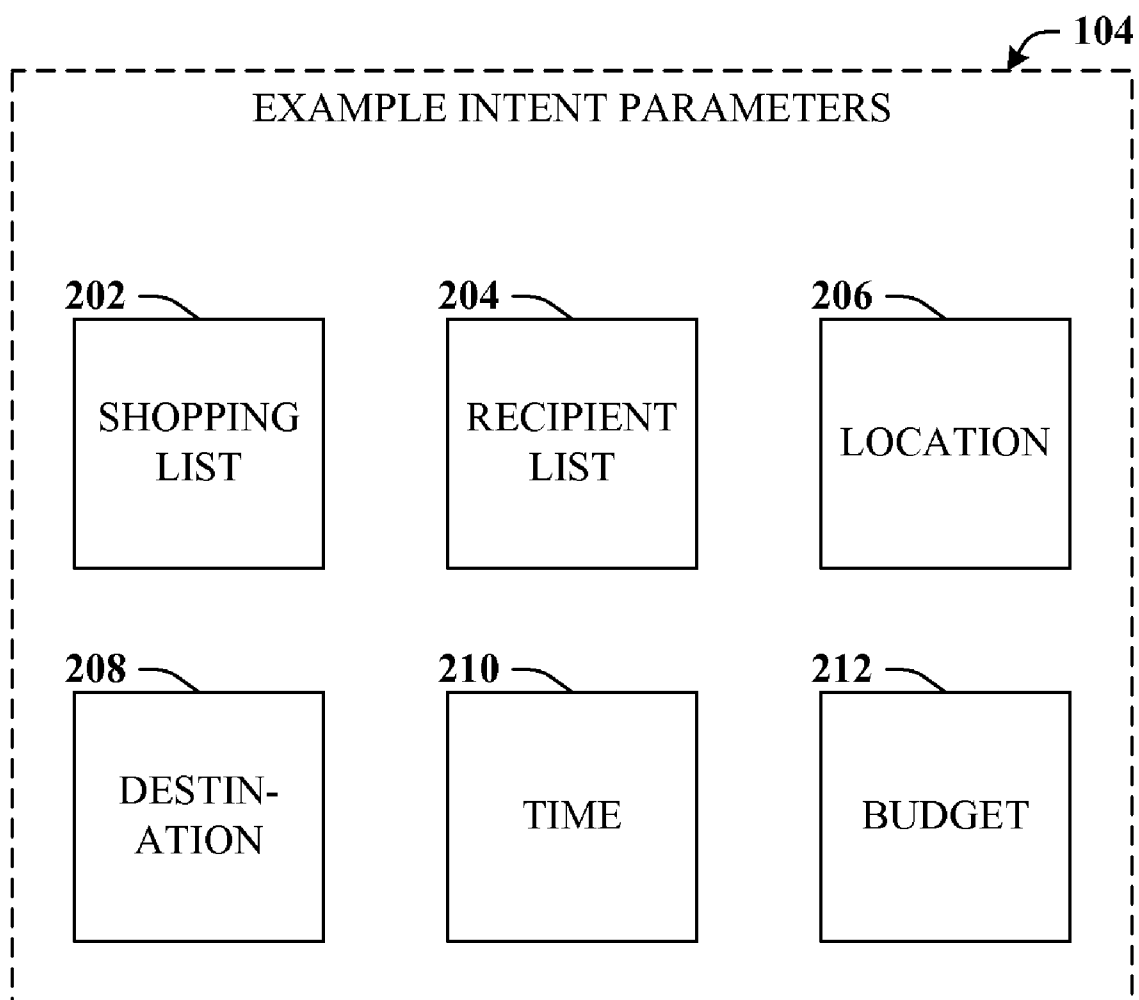 104
EXAMPLE INTENT PARAMETERS
202
204
206
SHOPPING
LIST
RECIPIENT
LIST
LOCATION
208
210
212
DESTIN-
ATION
TIME
BUDGET